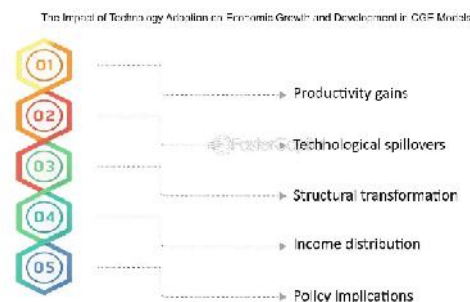 The Impact of Technology Adoption on Economic Growth and Development in CGE Models
01
Productivity gains
02
Technological spillovers
03
Structural transformation
04
Income distribution
05
Policy implications